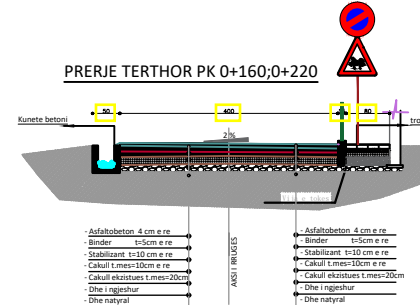 PRERJE TERTHOR PK 0+160;0+220
50
400
80
Kunete betoni
tro
2%
- Asfaltobeton 4 cm e re
- Binder t=5cm e re
- Stabilizant t=10 cm e re
- Cakull t.mes=10cm e re
- Cakull ekzistues t.mes=20cm
- Dhe i ngjeshur
- Dhe natyral
AKSI I RRUGES
- Asfaltobeton 4 cm e re
- Binder t=5cm e re
- Stabilizant t=10 cm e re
- Cakull t.mes=10cm e re
- Cakull ekzistues t.mes=20cm
- Dhe i ngjeshur
- Dhe natyral